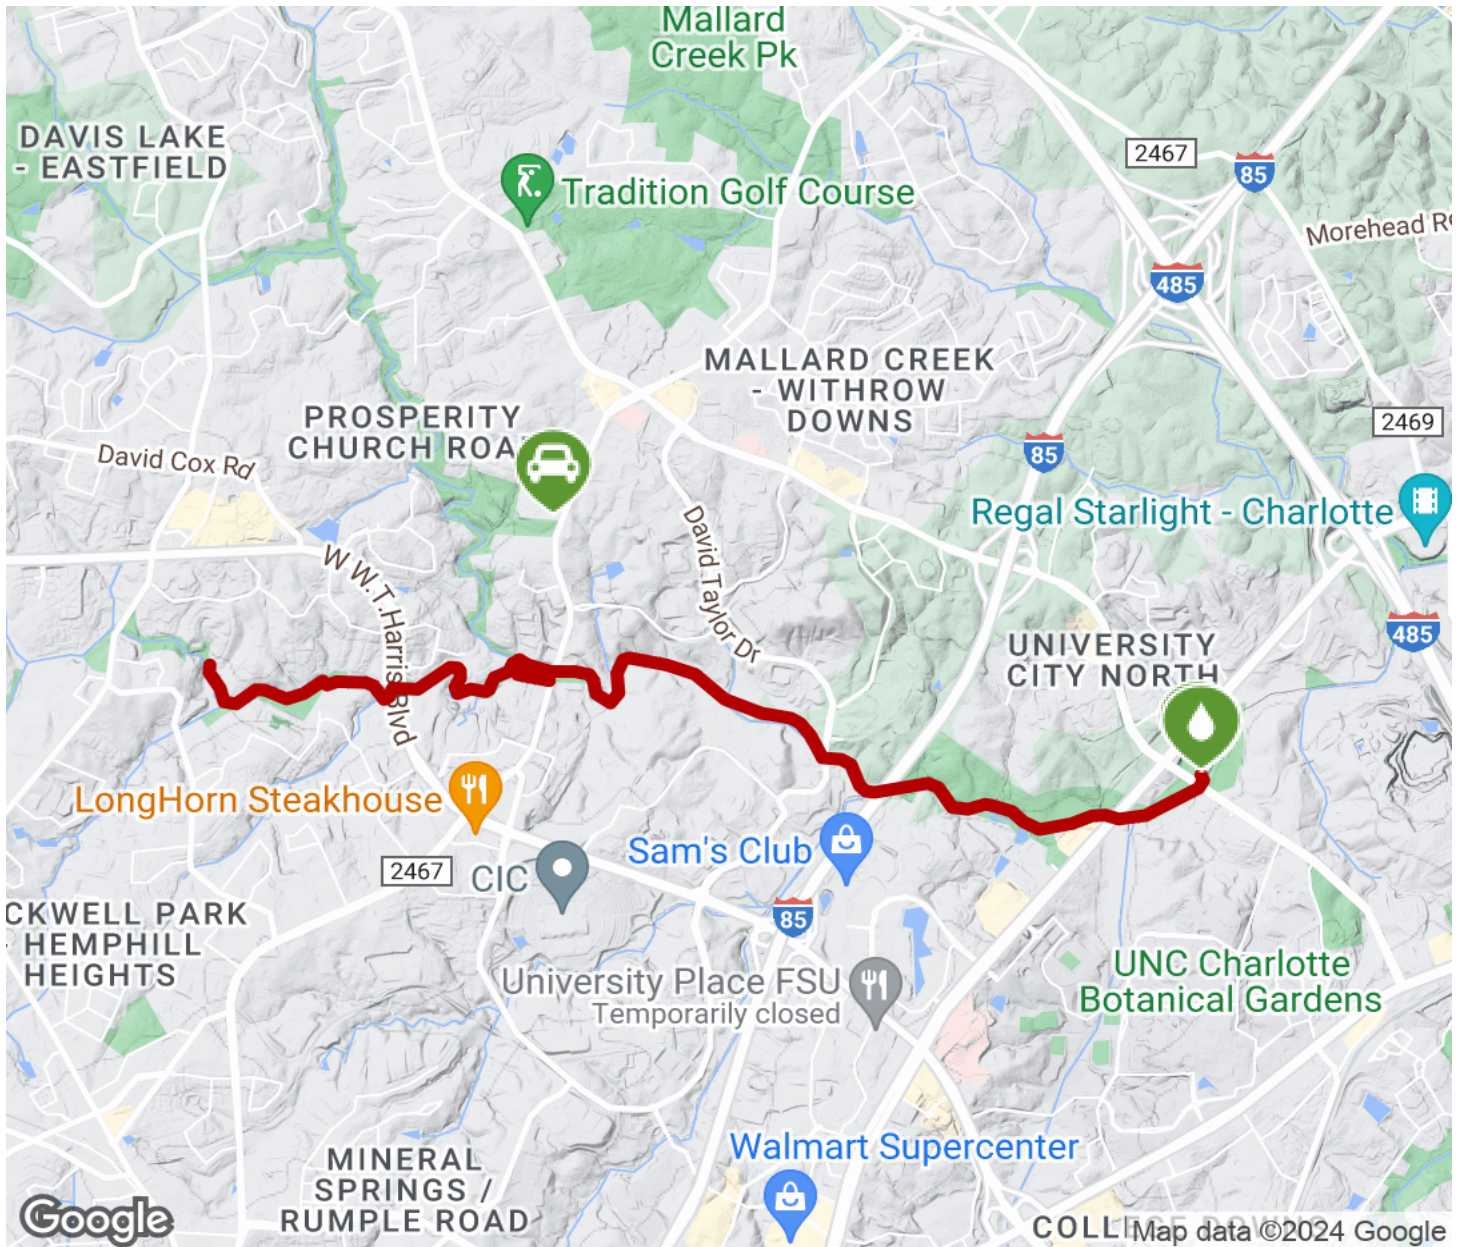 Mallard
Creek Pk
DAVIS LAKE
- EASTFIELD
2467
85
Tradition Golf Course
Morehead
485
MALLARD CREEK
- WITHROW
DOWNS
PROSPERITY
CHURCH ROA
2469
David Cox Rd
85
Regal Starlight - Charlotte
David Taylor Dr
W W.T. Harris Blvd
485
UNIVERSITY
CITY NORTH
LongHorn Steakhouse
Sam's Club
2467
CIC
85
CKWELL PARK
- HEMPHILL
HEIGHTS
UNC Charlotte
Botanical Gardens
University Place FSU
Temporarily closed
Walmart Supercenter
MINERAL
SPRINGS /
RUMPLE ROAD
Google
COLL
Map data ©2024 Google